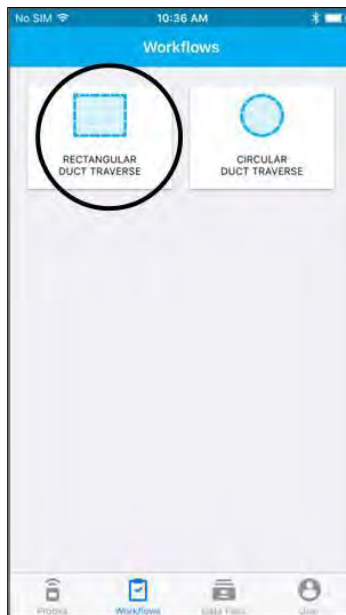 No SIM 10:36 AM
Workflows
RECTANGULAR
DUCT TRAVERSE
CIRCULAR
DUCT TRAVERSE
Probes Workflows Data Files User